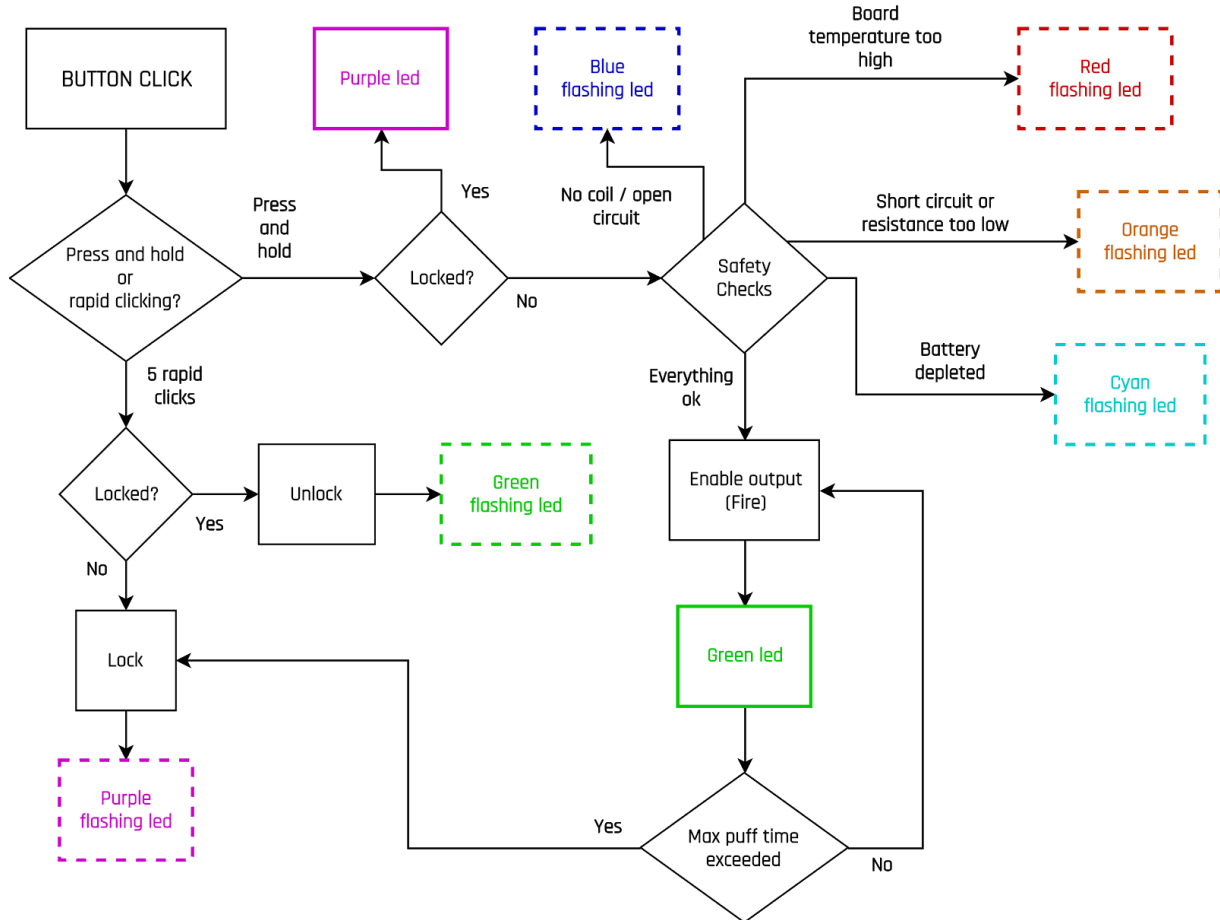 BUTTON CLICK
Purple led
Blue
flashing led
Board
temperature too
high
Red
flashing led
Press and hold
or
rapid clicking?
Press
and
hold
Yes
Locked?
No
No coil / open
circuit
Safety
Checks
Short circuit or
resistance too low
Orange
flashing led
Battery
depleted
Cyan
flashing led
5 rapid
clicks
Everything
ok
Locked?
Yes
Unlock
Green
flashing led
Enable output
(Fire)
No
Lock
Green led
Purple
flashing led
Yes
Max puff time
exceeded
No